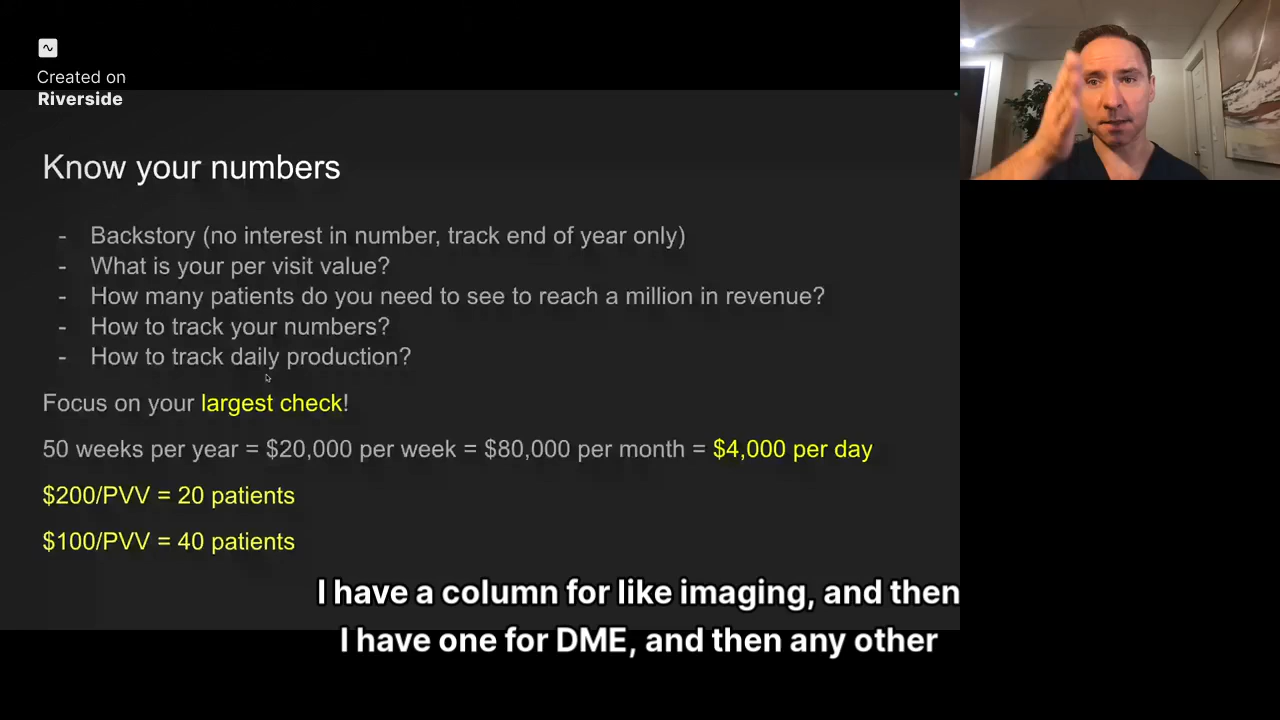 Created on
Riverside
Know your numbers
- Backstory (no interest in number, track end of year only)
- What is your per visit value?
- How many patients do you need to see to reach a million in revenue?
- How to track your numbers?
- How to track daily production?
Focus on your largest check!
50 weeks per year = $20,000 per week = $80,000 per month = $4,000 per day
$200/PVV = 20 patients
$100/PVV = 40 patients
I have a column for like imaging, and then
I have one for DME, and then any other